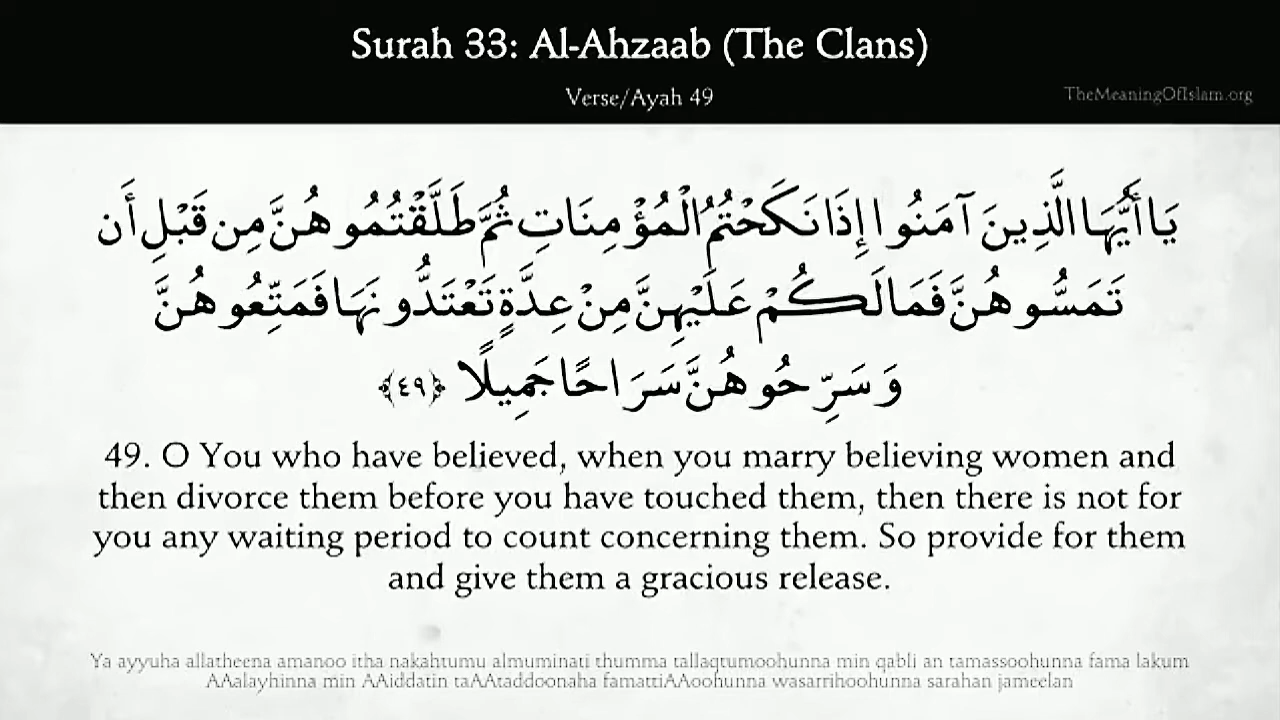 Surah 33: Al-Ahzaab (The Clans)
Verse/Ayah 49
TheMeaningOfIslam.org
يَا أَيُّهَا الَّذِينَ آمَنُوا إِذَا نَكَحْتُمُ الْمُؤْمِنَاتِ ثُمَّ طَلَّقْتُمُوهُنَّ مِن قَبْلِ أَن
تَمَسُّوهُنَّ فَمَا لَكُمْ عَلَيْهِنَّ مِنْ عِدَّةٍ تَعْتَدُّونَهَا فَمَتِّعُوهُنَّ
وَسَرِّحُوهُنَّ سَرَاحًا جَمِيلًا ﴿٤٩﴾
49. O You who have believed, when you marry believing women and
then divorce them before you have touched them, then there is not for
you any waiting period to count concerning them. So provide for them
and give them a gracious release.
Ya ayyuha allatheena amanoo itha nakahtumu almuminati thumma tallaqtumoohunna min qabli an tamassoohunna fama lakum
AAalayhinna min AAiddatin taAAtaddoonaha famattiAAoohunna wasarrihoohunna sarahan jameelan